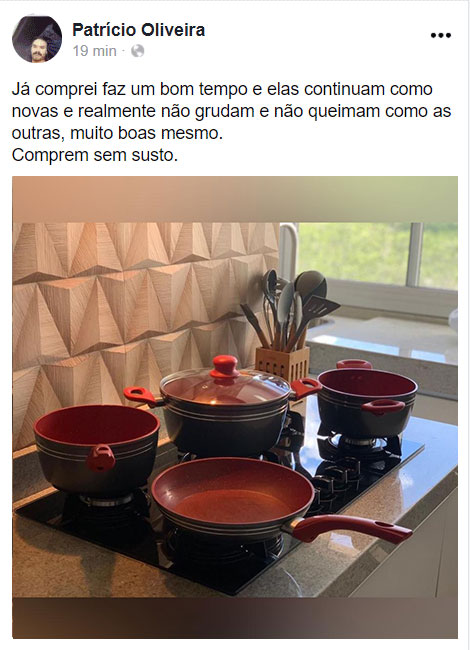 Patrício Oliveira
19 min ·
Já comprei faz um bom tempo e elas continuam como
novas e realmente não grudam e não queimam como as
outras, muito boas mesmo.
Comprem sem susto.